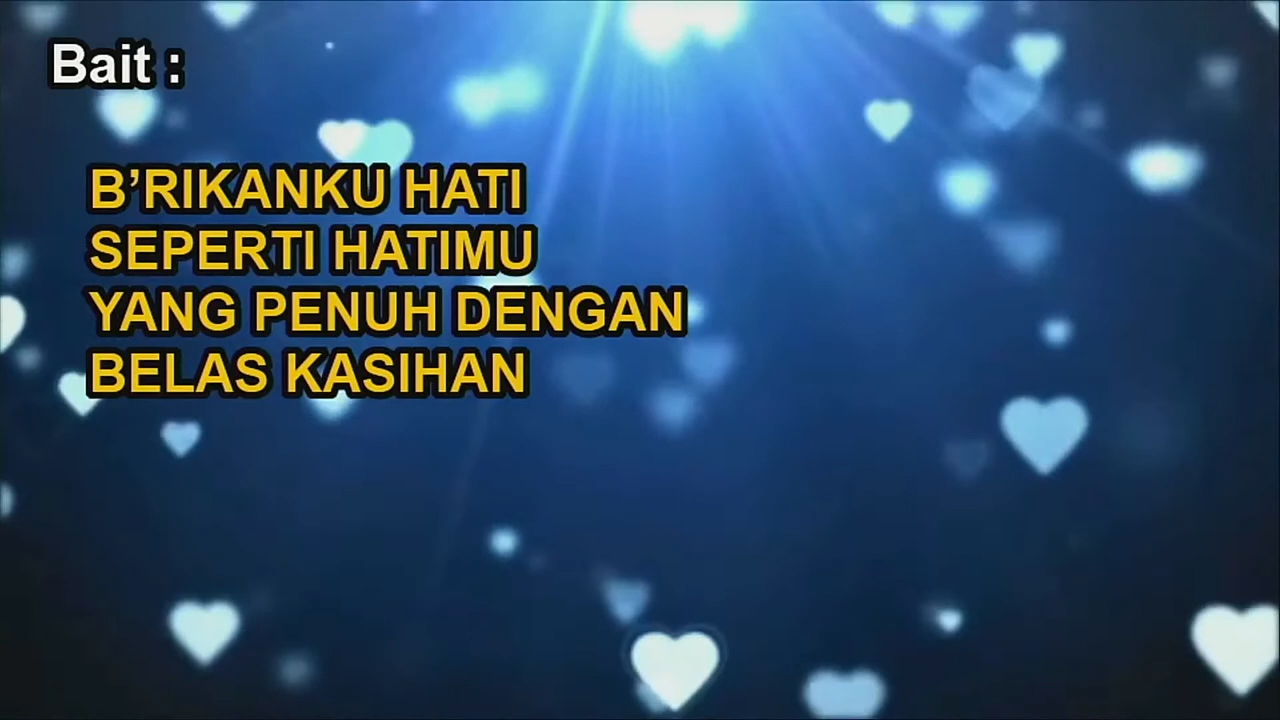 Bait :
B’RIKANKU HATI
SEPERTI HATIMU
YANG PENUH DENGAN
BELAS KASIHAN